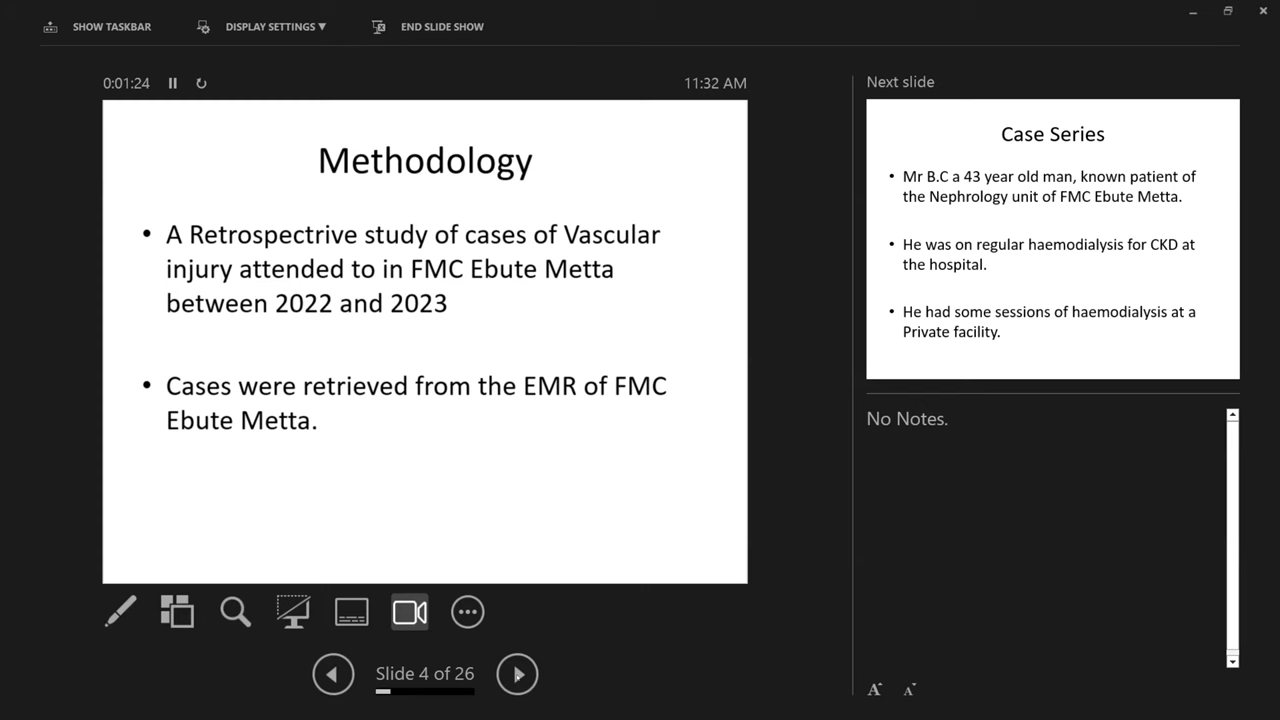 SHOW TASKBAR
DISPLAY SETTINGS ▼
END SLIDE SHOW
0:01:24
11:32 AM
Methodology
• A Retrospectrive study of cases of Vascular
injury attended to in FMC Ebute Metta
between 2022 and 2023
• Cases were retrieved from the EMR of FMC
Ebute Metta.
Slide 4 of 26
Next slide
Case Series
• Mr B.C a 43 year old man, known patient of
the Nephrology unit of FMC Ebute Metta.
• He was on regular haemodialysis for CKD at
the hospital.
• He had some sessions of haemodialysis at a
Private facility.
No Notes.
A A